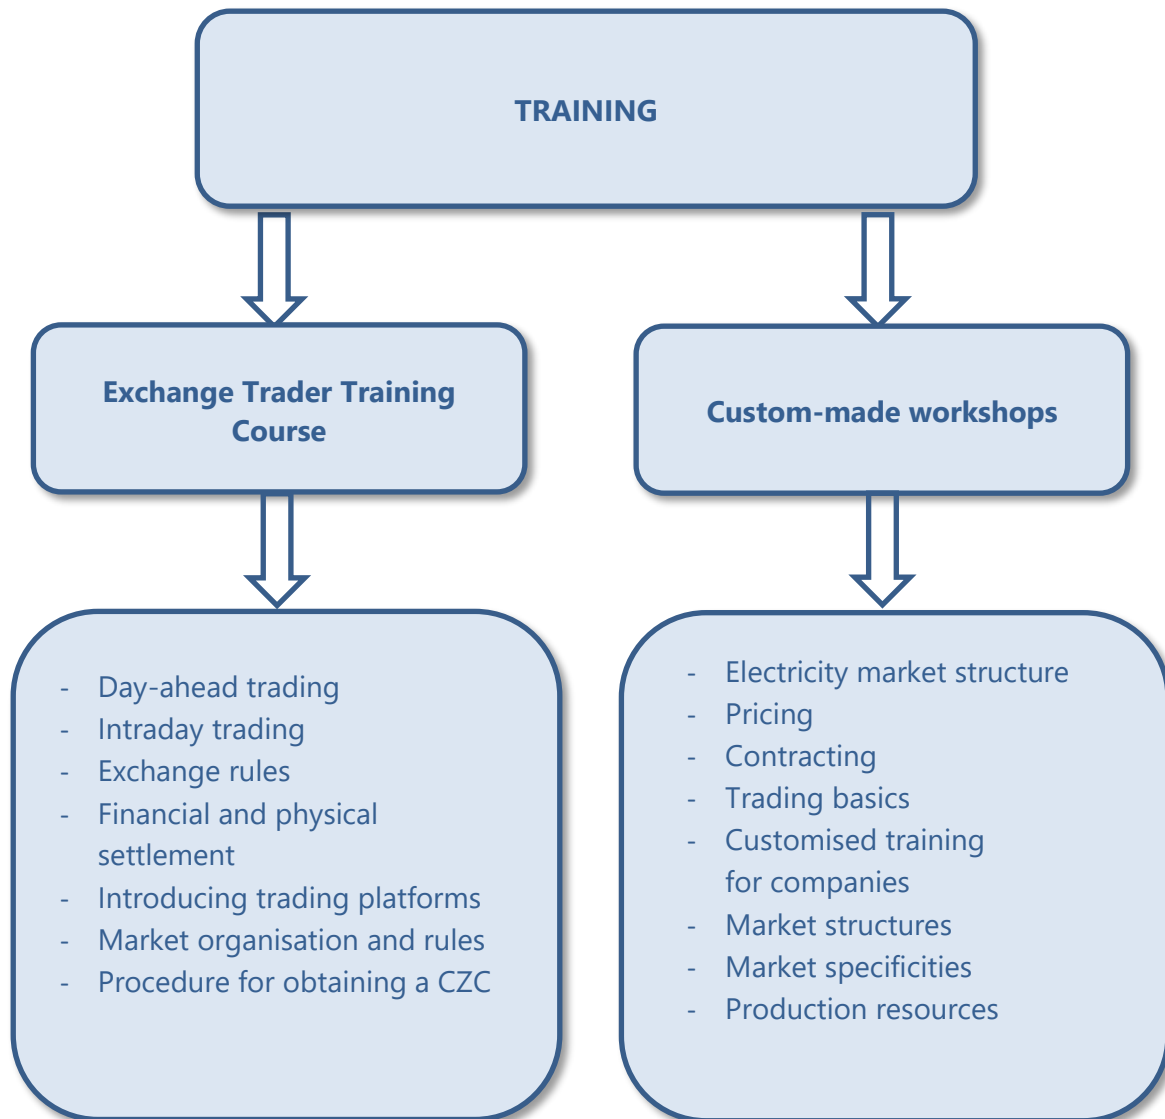 TRAINING
Exchange Trader Training
Course
- Day-ahead trading
- Intraday trading
- Exchange rules
- Financial and physical
settlement
- Introducing trading platforms
- Market organisation and rules
- Procedure for obtaining a CZC
Custom-made workshops
- Electricity market structure
- Pricing
- Contracting
- Trading basics
- Customised training
for companies
- Market structures
- Market specificities
- Production resources